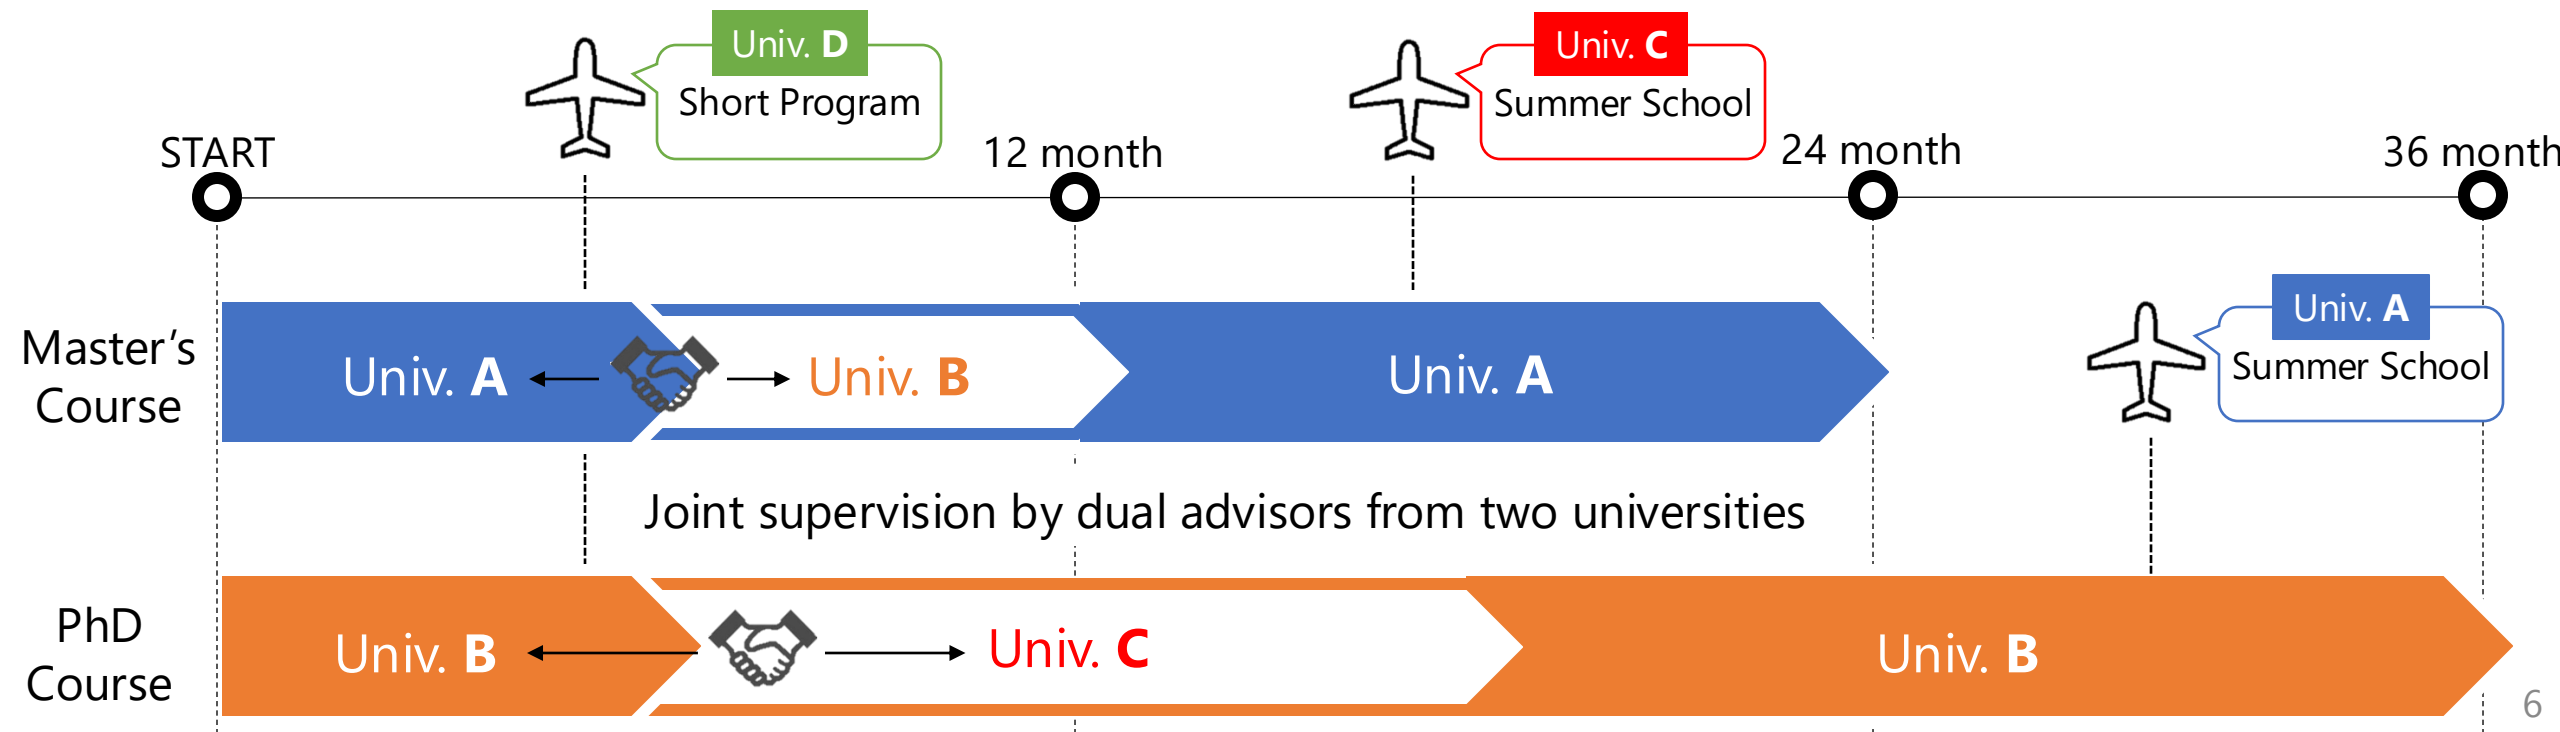 Univ. D
Short Program
Univ. C
Summer School
START
12 month
24 month
36 month
Master’s
Course
Univ. A
Univ. B
Univ. A
Univ. A
Summer School
Joint supervision by dual advisors from two universities
PhD
Course
Univ. B
Univ. C
Univ. B
6